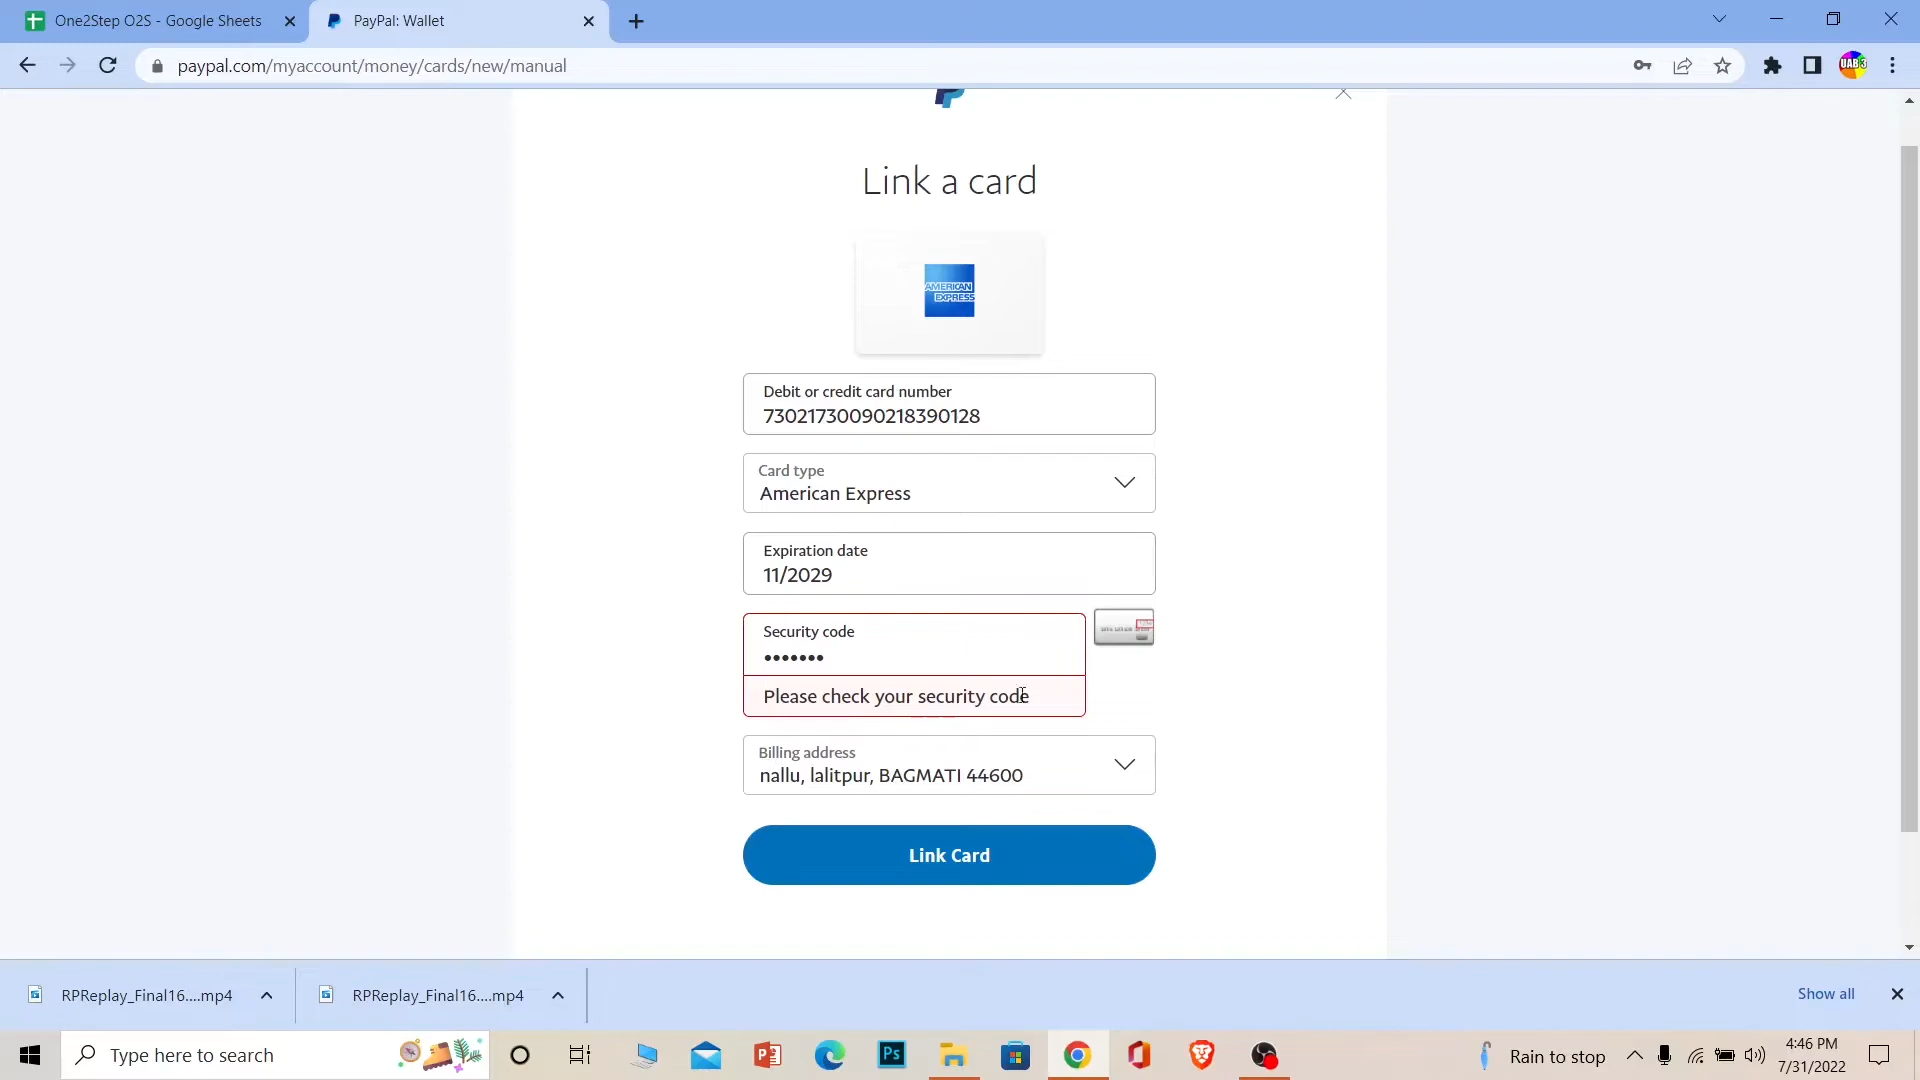 One2Step O2S - Google Sheets
PayPal: Wallet
paypal.com/myaccount/money/cards/new/manual
UAB 3
Link a card
AMERICAN
EXPRESS
Debit or credit card number
73021730090218390128
Card type
American Express
Expiration date
11/2029
Security code
•••••••
Please check your security code
Billing address
nallu, lalitpur, BAGMATI 44600
Link Card
RPReplay_Final16....mp4
RPReplay_Final16....mp4
Show all
Type here to search
Ps
Rain to stop
4:46 PM
7/31/2022